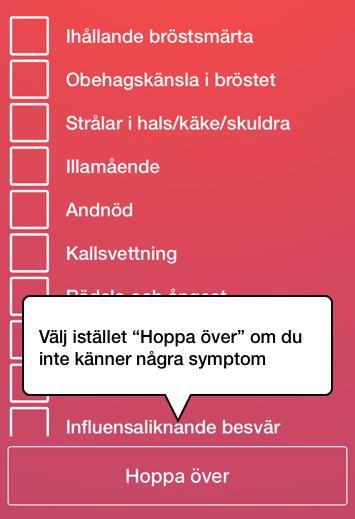 Ihållande bröstsmärta
Obehagskänsla i bröstet
Strålar i hals/käke/skuldra
Illamående
Andnöd
Kallsvettning
Välj istället “Hoppa över” om du
inte känner några symptom
Influensaliknande besvär
Hoppa över